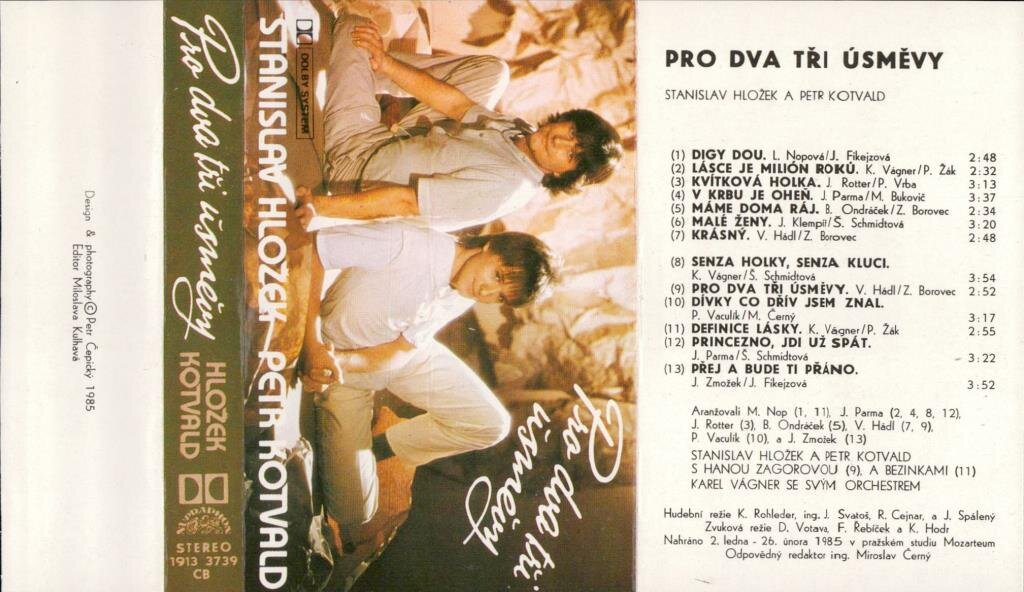 Design & photography © Petr Čepický 1985
Editor Miloslava Kulhavá
Pro dva tři úsměvy
HLOŽEK
KOTVALD
SUPRAPHON
STEREO
1913 3739
CB
DOLBY SYSTEM
STANISLAV HLOŽEK PETR KOTVALD
Pro dva tři
úsměvy
PRO DVA TŘI ÚSMĚVY
STANISLAV HLOŽEK A PETR KOTVALD
(1) DIGY DOU. L. Nopová/J. Fikejzová 2:48
(2) LÁSCE JE MILIÓN ROKŮ. K. Vágner/P. Žák 2:32
(3) KVÍTKOVÁ HOLKA. J. Rotter/P. Vrba 3:13
(4) V KRBU JE OHEŇ. J. Parma/M. Bukovič 3:37
(5) MÁME DOMA RÁJ. B. Ondráček/Z. Borovec 2:34
(6) MALÉ ŽENY. J. Klempíř/Š. Schmidtová 3:20
(7) KRÁSNÝ. V. Hádl/Z. Borovec 2:48
(8) SENZA HOLKY, SENZA KLUCI.
K. Vágner/Š. Schmidtová 3:54
(9) PRO DVA TŘI ÚSMĚVY. V. Hádl/Z. Borovec 2:52
(10) DÍVKY CO DŘÍV JSEM ZNAL.
P. Vaculík/M. Černý 3:17
(11) DEFINICE LÁSKY. K. Vágner/P. Žák 2:55
(12) PRINCEZNO, JDI UŽ SPÁT.
J. Parma/Š. Schmidtová 3:22
(13) PŘEJ A BUDE TI PŘÁNO.
J. Zmožek/J. Fikejzová 3:52
Aranžovali M. Nop (1, 11), J. Parma (2, 4, 8, 12),
J. Rotter (3), B. Ondráček (5), V. Hádl (7, 9),
P. Vaculík (10), a J. Zmožek (13)
STANISLAV HLOŽEK A PETR KOTVALD
S HANOU ZAGOROVOU (9), A BEZINKAMI (11)
KAREL VÁGNER SE SVÝM ORCHESTREM
Hudební režie K. Rohleder, ing. J. Svatoš, R. Cejnar, a J. Spálený
Zvuková režie D. Votava, F. Řebíček a K. Hodr
Nahráno 2. ledna - 26. února 1985 v pražském studiu Mozarteum
Odpovědný redaktor ing. Miroslav Černý